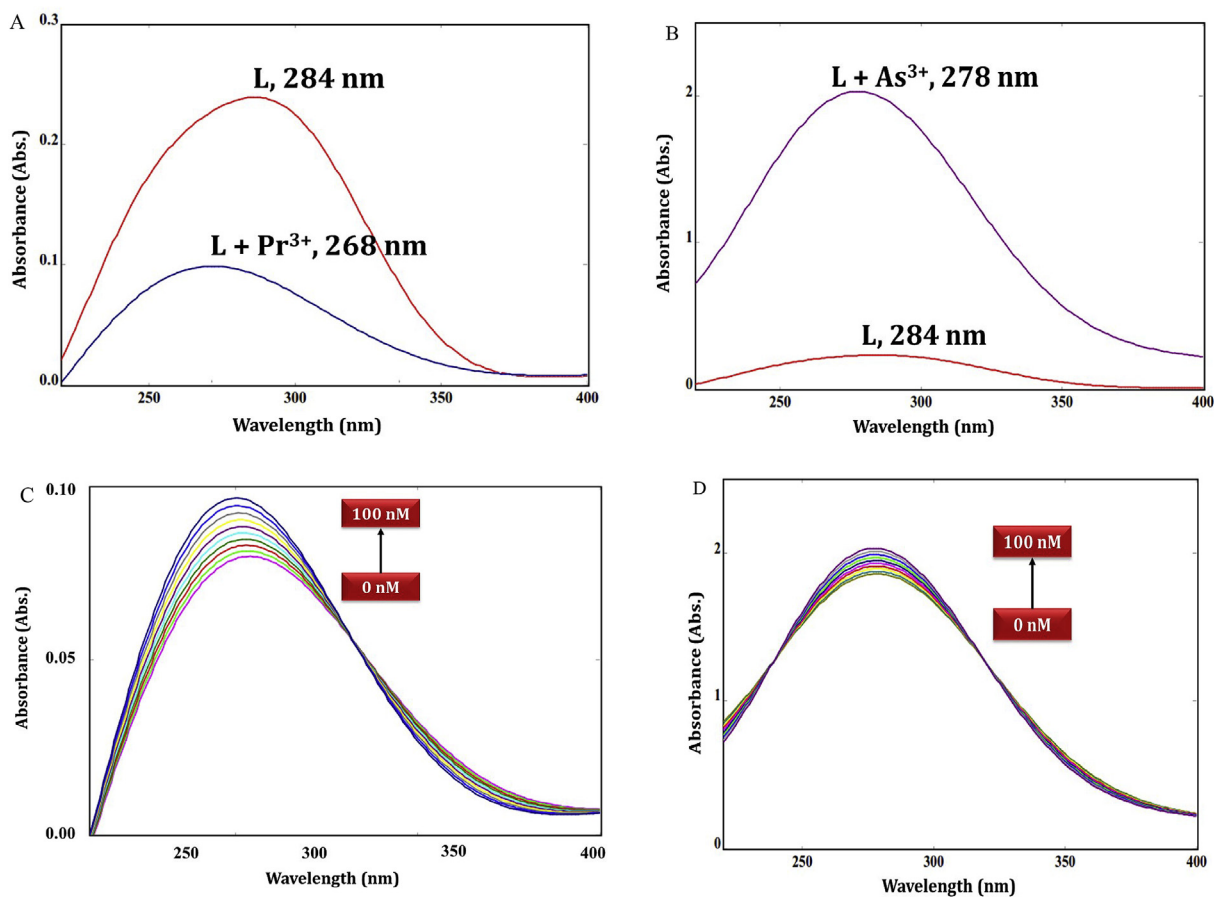 A
0.3
L, 284 nm
0.2
L + Pr³⁺, 268 nm
0.1
0.0
250
300
350
400
Absorbance (Abs.)
Wavelength (nm)
B
L + As³⁺, 278 nm
2
1
L, 284 nm
0
250
300
350
400
Absorbance (Abs.)
Wavelength (nm)
C
0.10
100 nM
0 nM
0.05
0.00
250
300
350
400
Absorbance (Abs.)
Wavelength (nm)
D
100 nM
2
0 nM
1
0
250
300
350
400
Absorbance (Abs.)
Wavelength (nm)